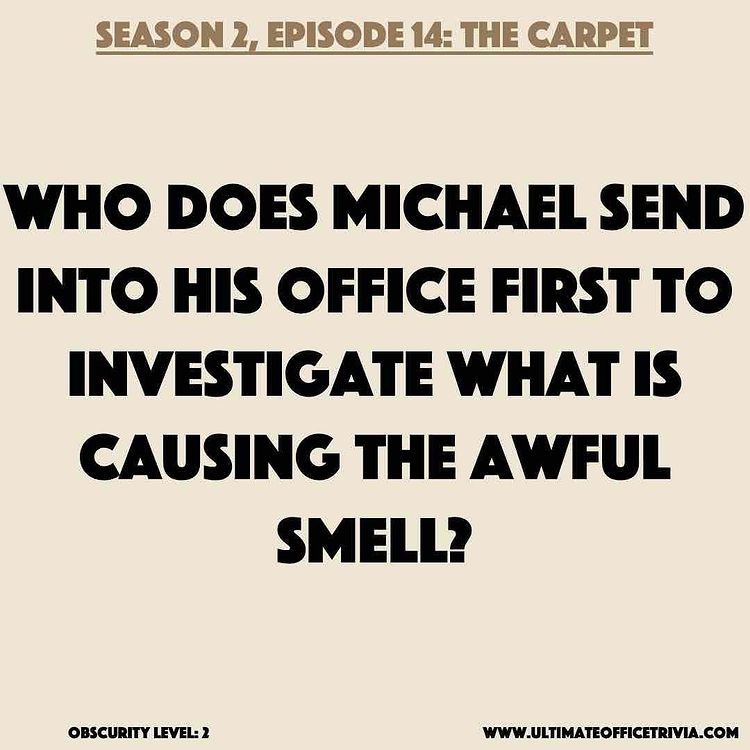 SEASON 2, EPISODE 14: THE CARPET
WHO DOES MICHAEL SEND
INTO HIS OFFICE FIRST TO
INVESTIGATE WHAT IS
CAUSING THE AWFUL
SMELL?
OBSCURITY LEVEL: 2
WWW.ULTIMATEOFFICETRIVIA.COM